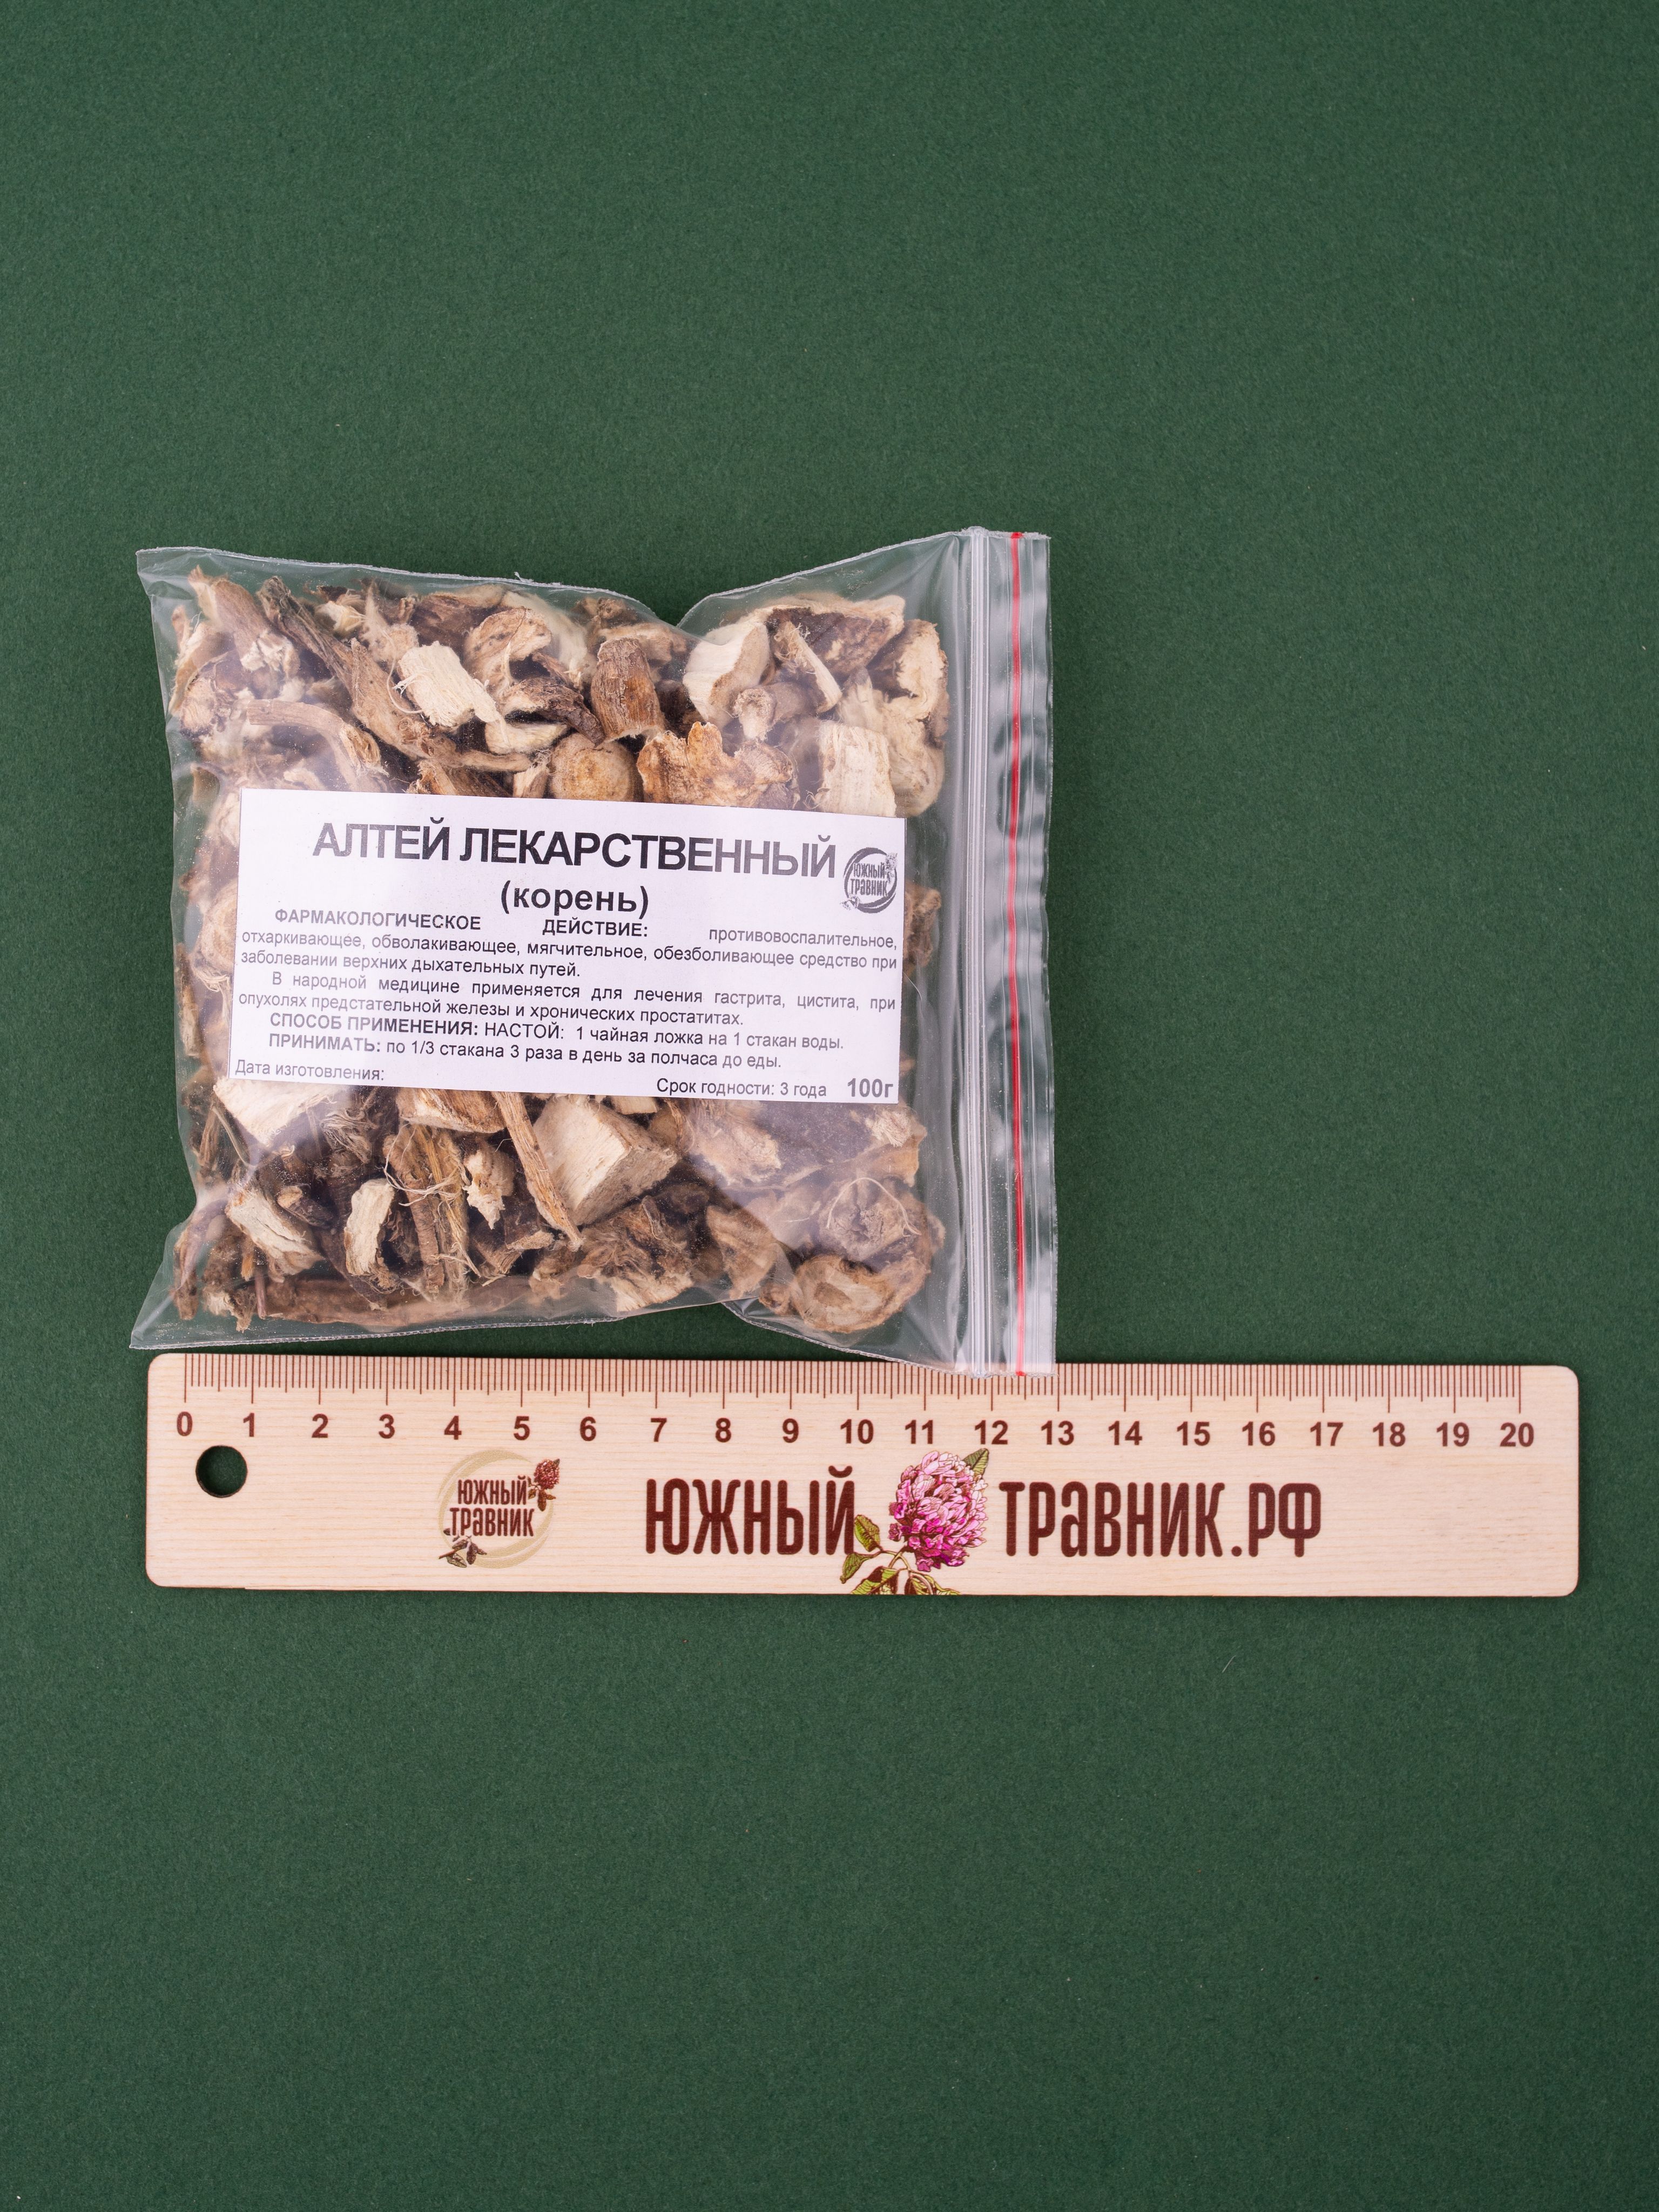 АЛТЕЙ ЛЕКАРСТВЕННЫЙ
(корень)
ЮЖНЫЙ
ТРАВНИК
ФАРМАКОЛОГИЧЕСКОЕ ДЕЙСТВИЕ: противовоспалительное,
отхаркивающее, обволакивающее, мягчительное, обезболивающее средство при
заболевании верхних дыхательных путей.
В народной медицине применяется для лечения гастрита, цистита, при
опухолях предстательной железы и хронических простатитах.
СПОСОБ ПРИМЕНЕНИЯ: НАСТОЙ: 1 чайная ложка на 1 стакан воды.
ПРИНИМАТЬ: по 1/3 стакана 3 раза в день за полчаса до еды.
Дата изготовления:
Срок годности: 3 года 100г
0 1 2 3 4 5 6 7 8 9 10 11 12 13 14 15 16 17 18 19 20
ЮЖНЫЙ
ТРАВНИК
ЮЖНЫЙ ТРАВНИК.РФ